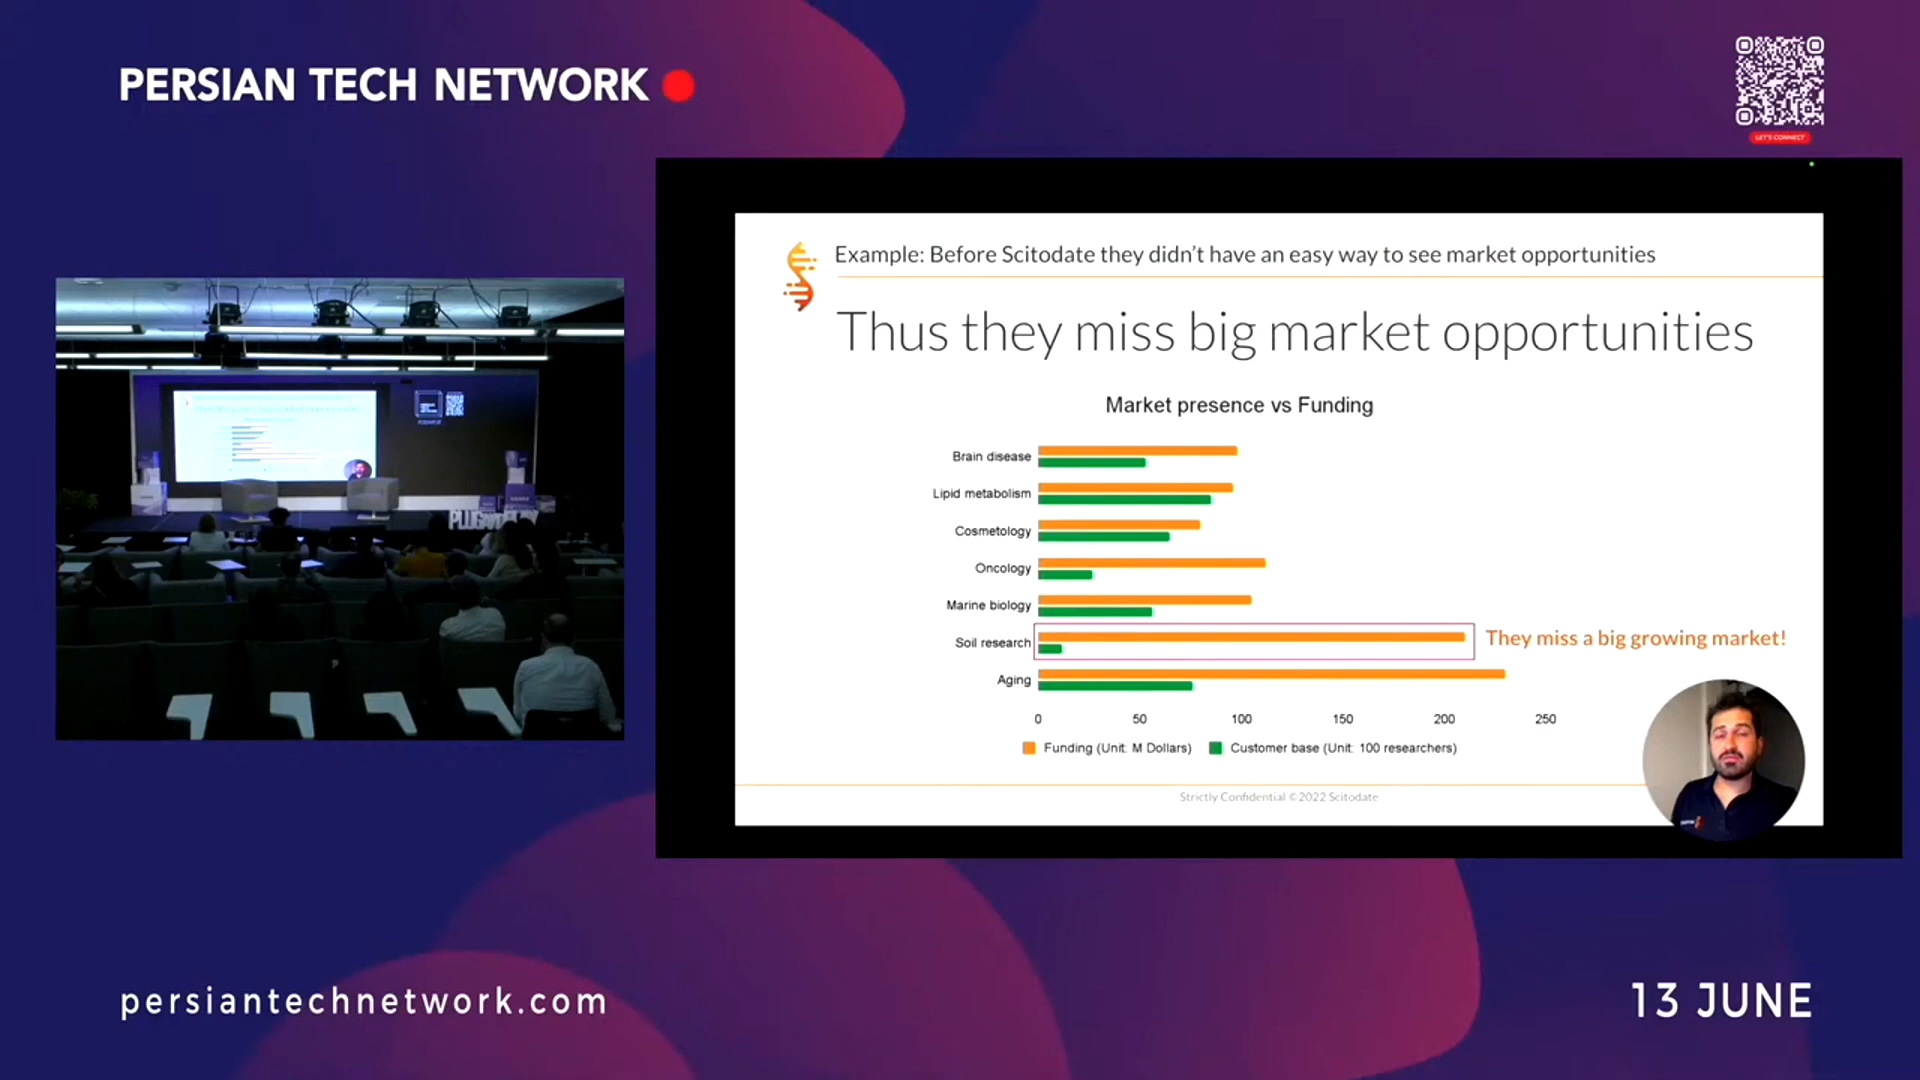 PERSIAN TECH NETWORK
LET'S CONNECT
Example: Before Scitodate they didn't have an easy way to see market opportunities
Thus they miss big market opportunities
Market presence vs Funding
Brain disease
Lipid metabolism
Cosmetology
Oncology
Marine biology
Soil research
They miss a big growing market!
Aging
0 50 100 150 200 250
Funding (Unit: M Dollars) Customer base (Unit: 100 researchers)
Strictly Confidential ©2022 Scitodate
persiantechnetwork.com
13 JUNE